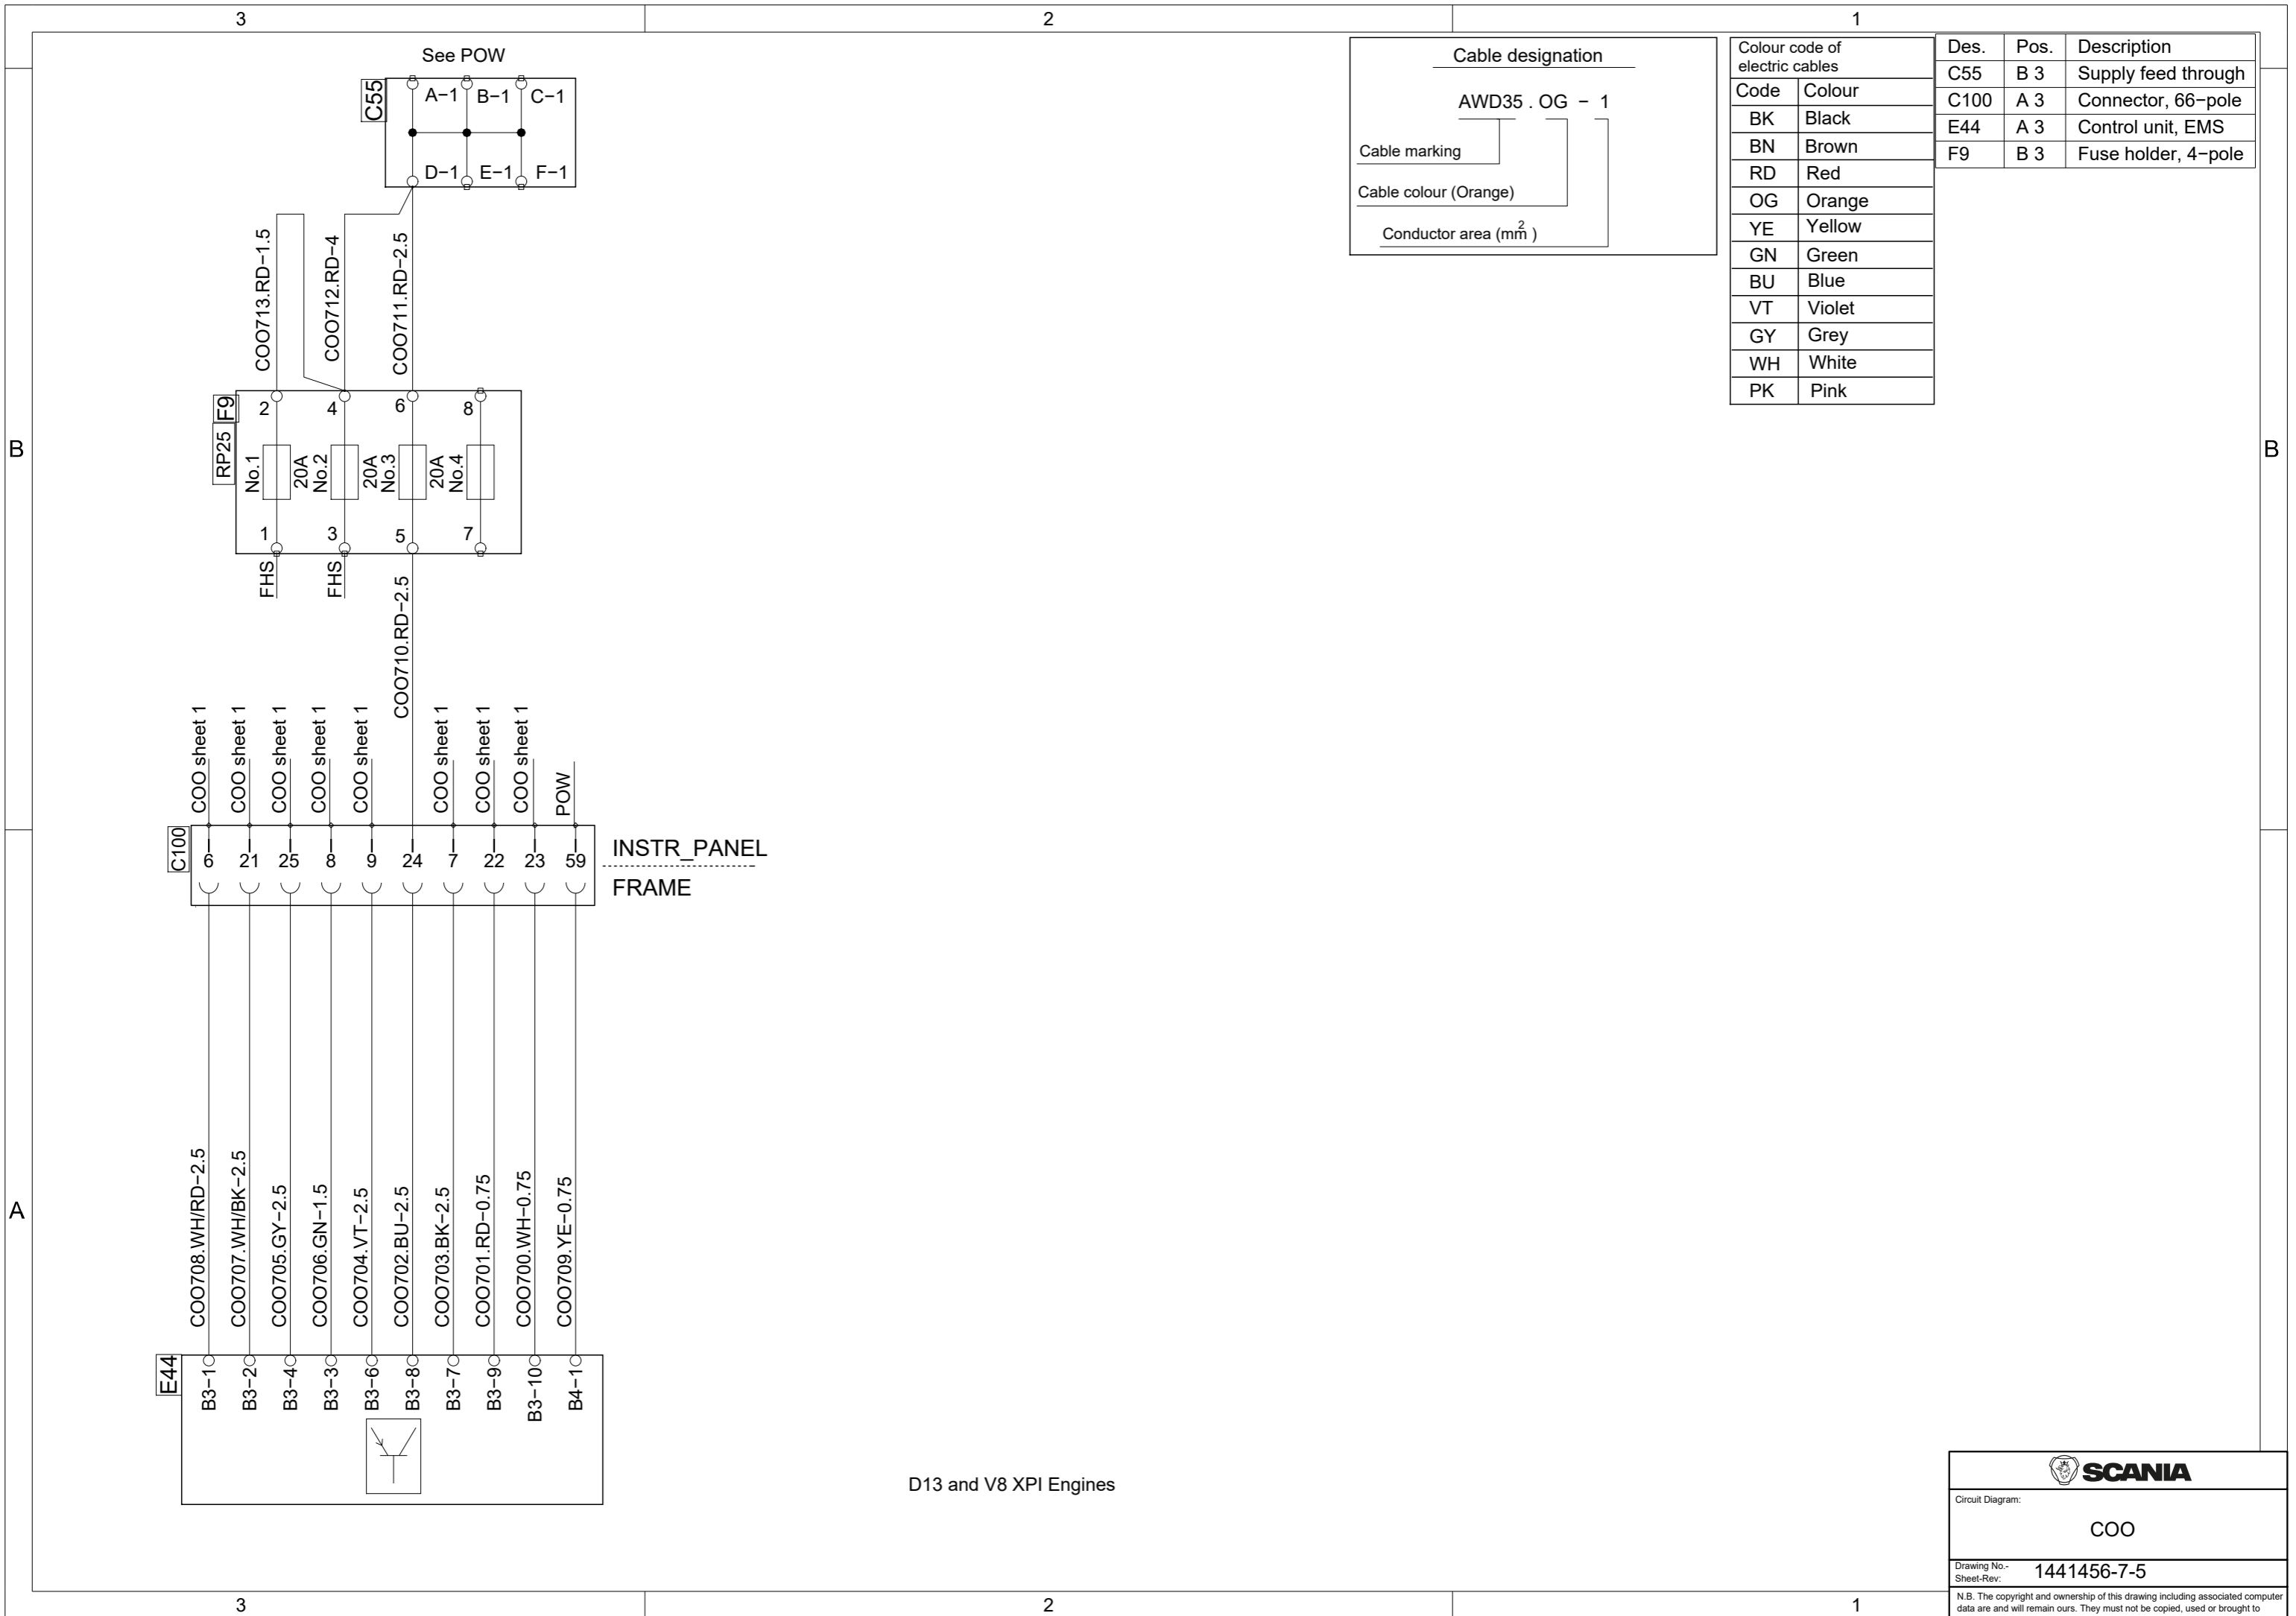 3
2
1
See POW
C55
A−1
B−1
C−1
D−1
E−1
F−1
Cable designation
AWD35 . OG − 1
Cable marking
Cable colour (Orange)
Conductor area (mm2)
Colour code of
electric cables
Code Colour
BK Black
BN Brown
RD Red
OG Orange
YE Yellow
GN Green
BU Blue
VT Violet
GY Grey
WH White
PK Pink
Des. Pos. Description
C55 B 3 Supply feed through
C100 A 3 Connector, 66−pole
E44 A 3 Control unit, EMS
F9 B 3 Fuse holder, 4−pole
COO713.RD−1.5
COO712.RD−4
COO711.RD−2.5
F9
RP25
2
4
6
8
No.1
20A
No.2
20A
No.3
20A
No.4
1
3
5
7
B
B
FHS
FHS
COO710.RD−2.5
COO sheet 1
COO sheet 1
COO sheet 1
COO sheet 1
COO sheet 1
COO sheet 1
COO sheet 1
COO sheet 1
POW
C100
6 21 25 8 9 24 7 22 23 59
INSTR_PANEL
FRAME
A
COO708.WH/RD−2.5
COO707.WH/BK−2.5
COO705.GY−2.5
COO706.GN−1.5
COO704.VT−2.5
COO702.BU−2.5
COO703.BK−2.5
COO701.RD−0.75
COO700.WH−0.75
COO709.YE−0.75
E44
B3−1
B3−2
B3−4
B3−3
B3−6
B3−8
B3−7
B3−9
B3−10
B4−1
D13 and V8 XPI Engines
SCANIA
Circuit Diagram:
COO
Drawing No.-
Sheet-Rev:
1441456-7-5
N.B. The copyright and ownership of this drawing including associated computer
data are and will remain ours. They must not be copied, used or brought to
3
2
1